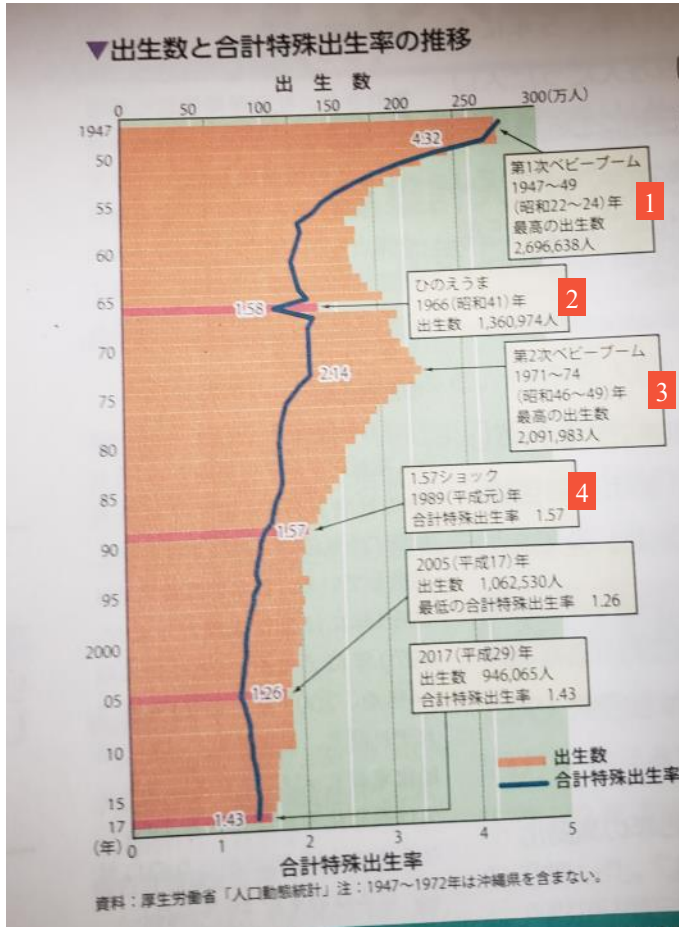 ▼出生数と合計特殊出生率の推移
出生数
0 50 100 150 200 250 300(万人)
1947
4.32
50
第1次ベビーブーム
1947〜49
(昭和22〜24)年
最高の出生数
2,696,638人
1
55
60
ひのえうま
1966(昭和41)年
出生数 1,360,974人
2
65
1.58
第2次ベビーブーム
1971〜74
(昭和46〜49)年
最高の出生数
2,091,983人
3
70
2.14
75
80
1.57ショック
1989(平成元)年
合計特殊出生率 1.57
4
85
1.57
90
2005(平成17)年
出生数 1,062,530人
最低の合計特殊出生率 1.26
95
2000
2017(平成29)年
出生数 946,065人
合計特殊出生率 1.43
05
1.26
10
出生数
合計特殊出生率
15
17
1.43
(年)
0 1 2 3 4 5
合計特殊出生率
資料:厚生労働省「人口動態統計」注:1947〜1972年は沖縄県を含まない。